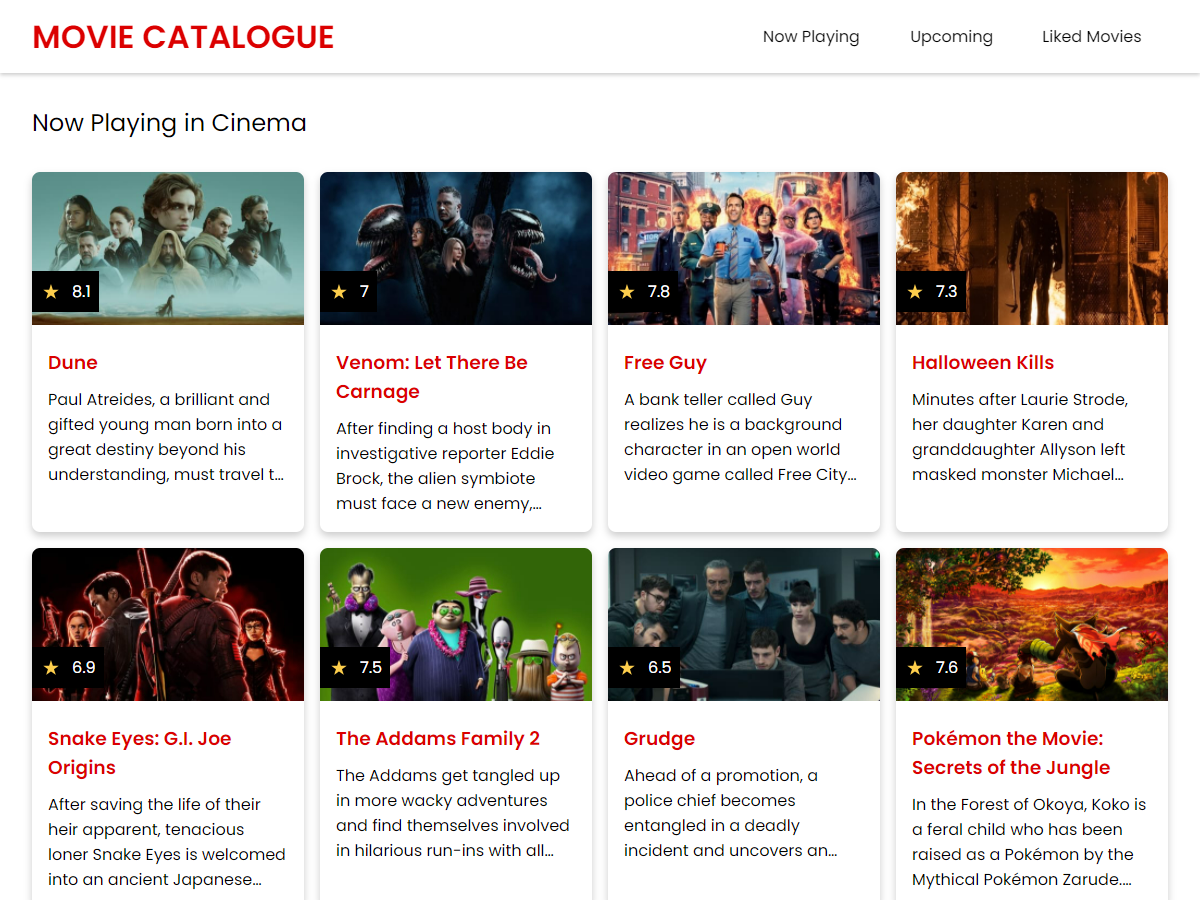 MOVIE CATALOGUE
Now Playing
Upcoming
Liked Movies
Now Playing in Cinema
8.1
Dune
Paul Atreides, a brilliant and
gifted young man born into a
great destiny beyond his
understanding, must travel t...
7
Venom: Let There Be
Carnage
After finding a host body in
investigative reporter Eddie
Brock, the alien symbiote
must face a new enemy,...
7.8
Free Guy
A bank teller called Guy
realizes he is a background
character in an open world
video game called Free City...
7.3
Halloween Kills
Minutes after Laurie Strode,
her daughter Karen and
granddaughter Allyson left
masked monster Michael...
6.9
Snake Eyes: G.I. Joe
Origins
After saving the life of their
heir apparent, tenacious
loner Snake Eyes is welcomed
into an ancient Japanese...
7.5
The Addams Family 2
The Addams get tangled up
in more wacky adventures
and find themselves involved
in hilarious run-ins with all...
6.5
Grudge
Ahead of a promotion, a
police chief becomes
entangled in a deadly
incident and uncovers an...
7.6
Pokémon the Movie:
Secrets of the Jungle
In the Forest of Okoya, Koko is
a feral child who has been
raised as a Pokémon by the
Mythical Pokémon Zarude....